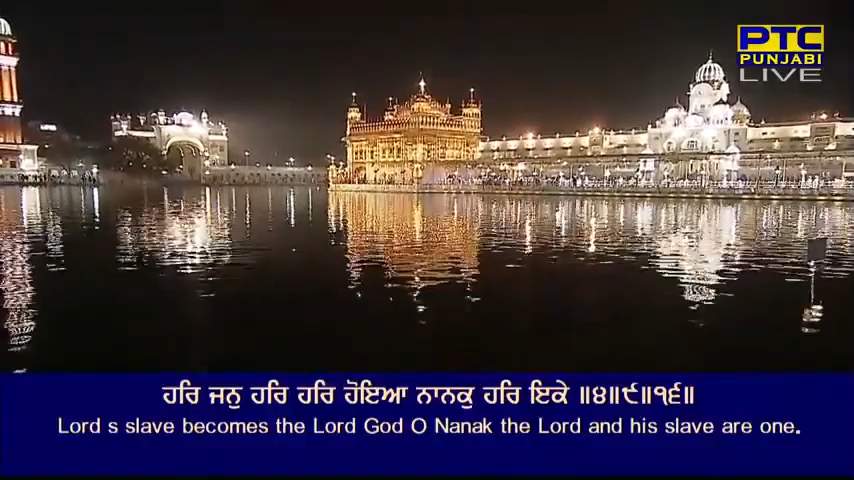 PTC
PUNJABI
LIVE
ਹਰਿ ਜਨੁ ਹਰਿ ਹਰਿ ਹੋਇਆ ਨਾਨਕੁ ਹਰਿ ਇਕੇ ॥੪॥੯॥੧੬॥
Lord s slave becomes the Lord God O Nanak the Lord and his slave are one.